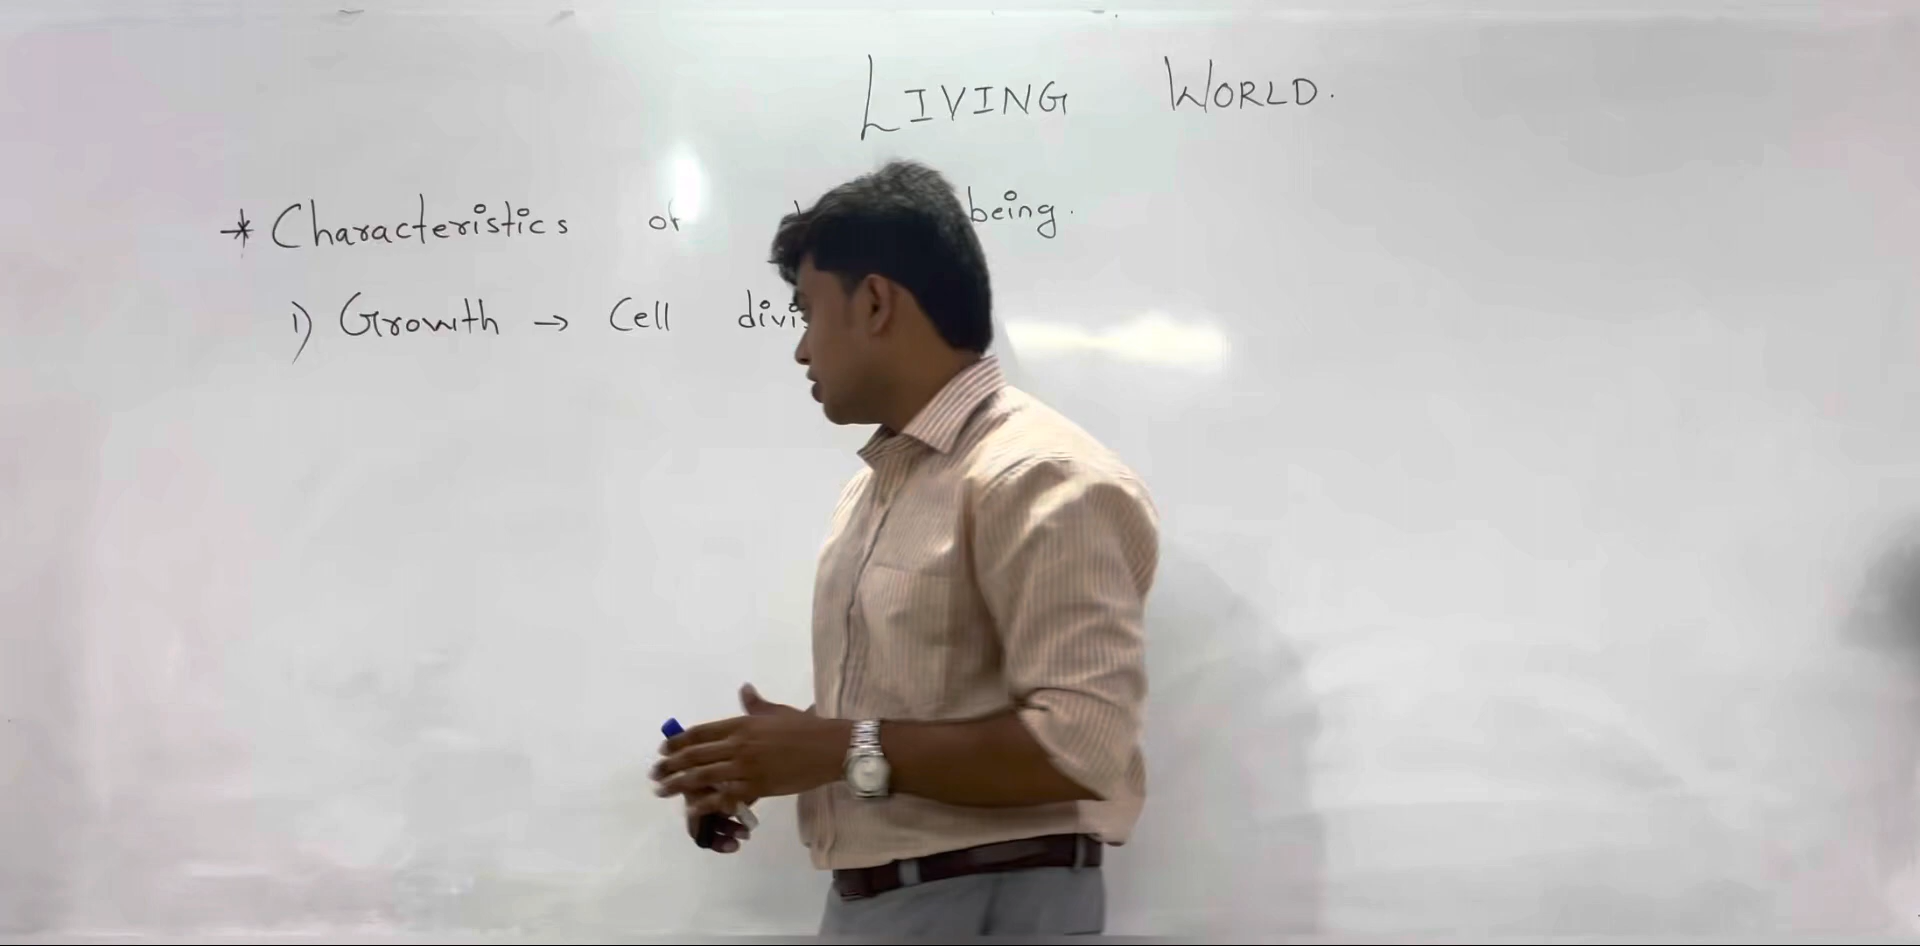 LIVING WORLD.
* Characteristics of being.
1) Growth → Cell